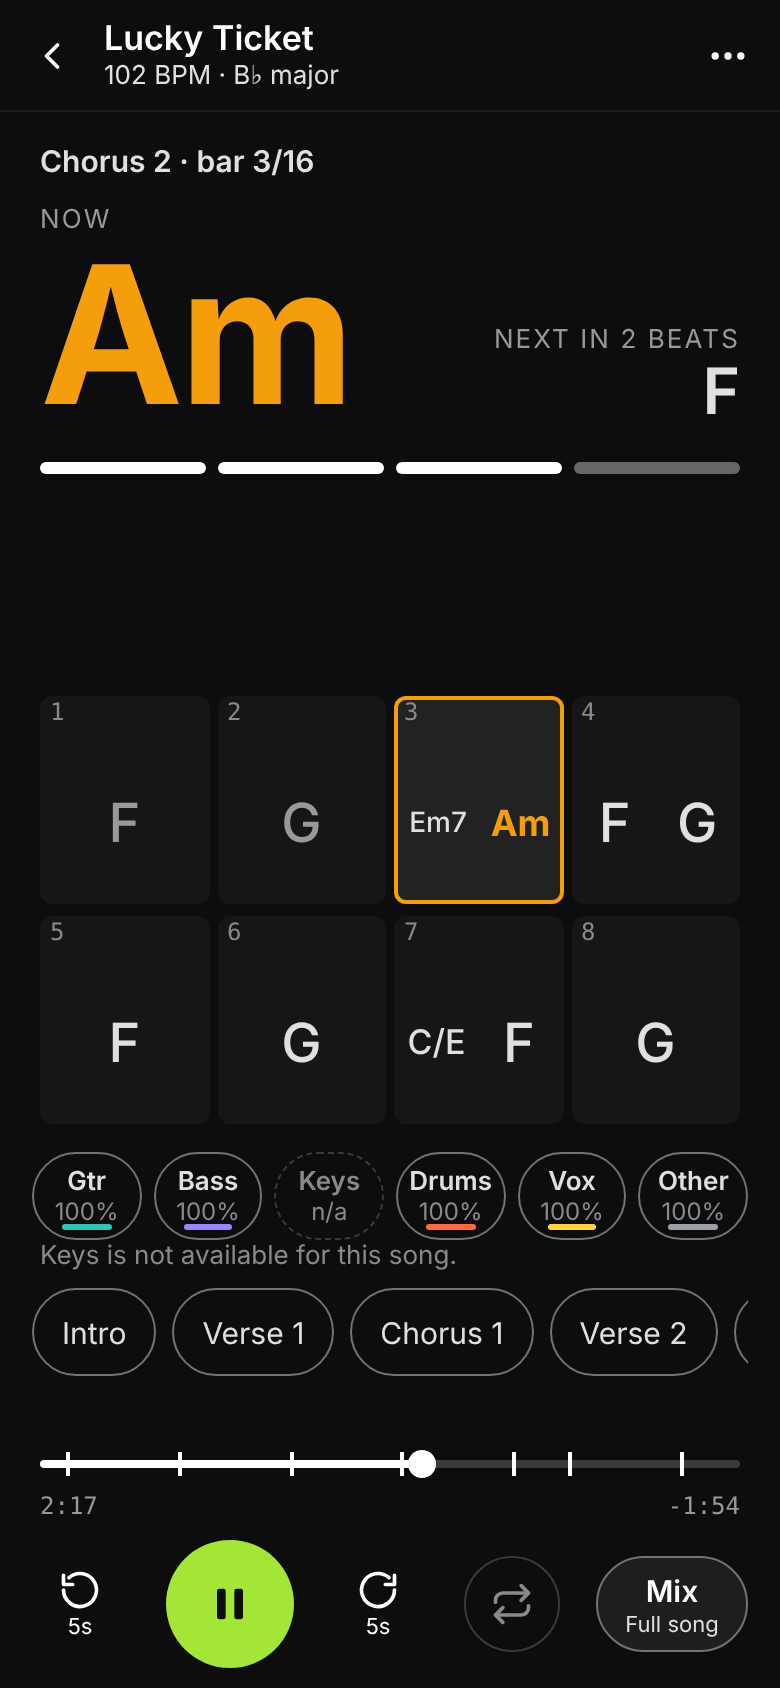 Lucky Ticket
102 BPM · B♭ major
Chorus 2 · bar 3/16
NOW
Am
NEXT IN 2 BEATS
F
1 2 3 4
F G Em7 Am F G
5 6 7 8
F G C/E F G
Gtr Bass Keys Drums Vox Other
100% 100% n/a 100% 100% 100%
Keys is not available for this song.
Intro Verse 1 Chorus 1 Verse 2
2:17 -1:54
5s 5s
Mix
Full song